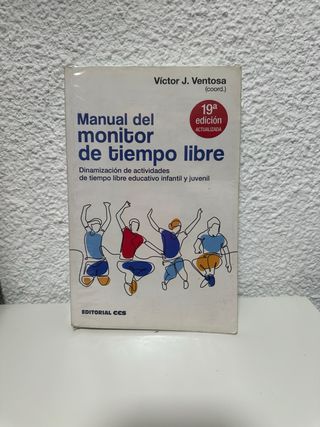 Víctor J. Ventosa
(coord.)
19ª
edición
ACTUALIZADA
Manual del
monitor
de tiempo libre
Dinamización de actividades
de tiempo libre educativo infantil y juvenil
EDITORIAL CCS